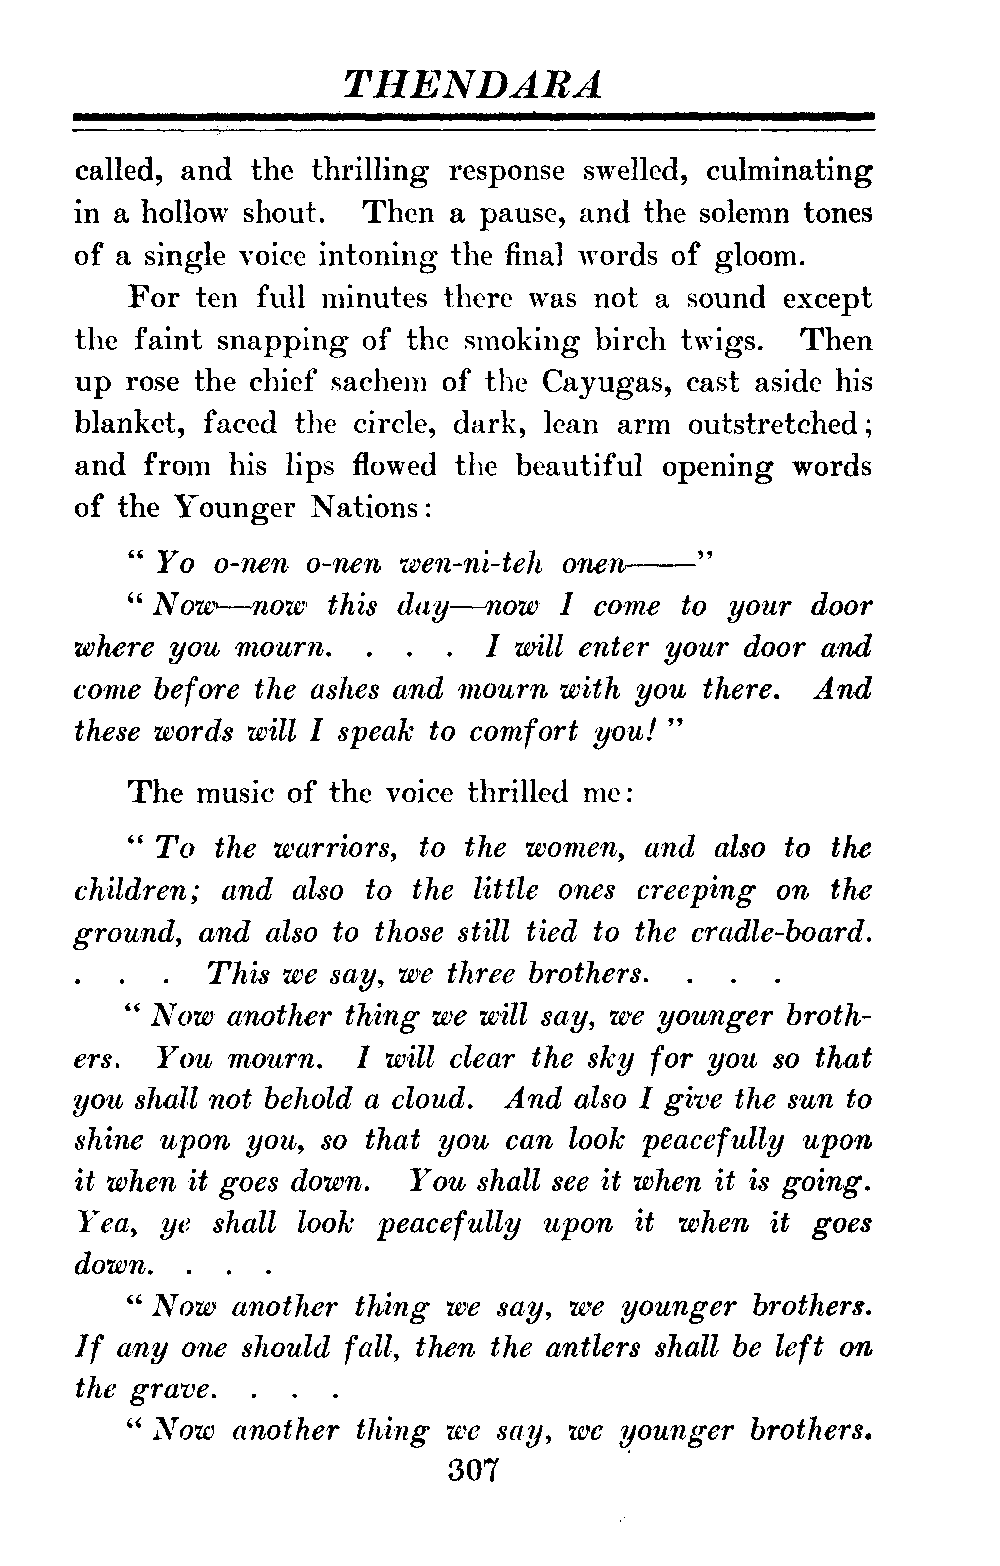 THENDARA
called, and the thrilling response swelled, culminating
in a hollow shout. Then a pause, and the solemn tones
of a single voice intoning the final words of gloom.
For ten full minutes there was not a sound except
the faint snapping of the smoking birch twigs. Then
up rose the chief sachem of the Cayugas, cast aside his
blanket, faced the circle, dark, lean arm outstretched;
and from his lips flowed the beautiful opening words
of the Younger Nations:
“ Yo o-nen o-nen wen-ni-teh onen——”
“ Now—now this day—now I come to your door
where you mourn. . . . I will enter your door and
come before the ashes and mourn with you there. And
these words will I speak to comfort you! ”
The music of the voice thrilled me:
“ To the warriors, to the women, and also to the
children; and also to the little ones creeping on the
ground, and also to those still tied to the cradle-board.
. . . This we say, we three brothers. . . .
“ Now another thing we will say, we younger broth-
ers. You mourn. I will clear the sky for you so that
you shall not behold a cloud. And also I give the sun to
shine upon you, so that you can look peacefully upon
it when it goes down. You shall see it when it is going.
Yea, ye shall look peacefully upon it when it goes
down. . . .
“ Now another thing we say, we younger brothers.
If any one should fall, then the antlers shall be left on
the grave. . . .
“ Now another thing we say, we younger brothers.
307